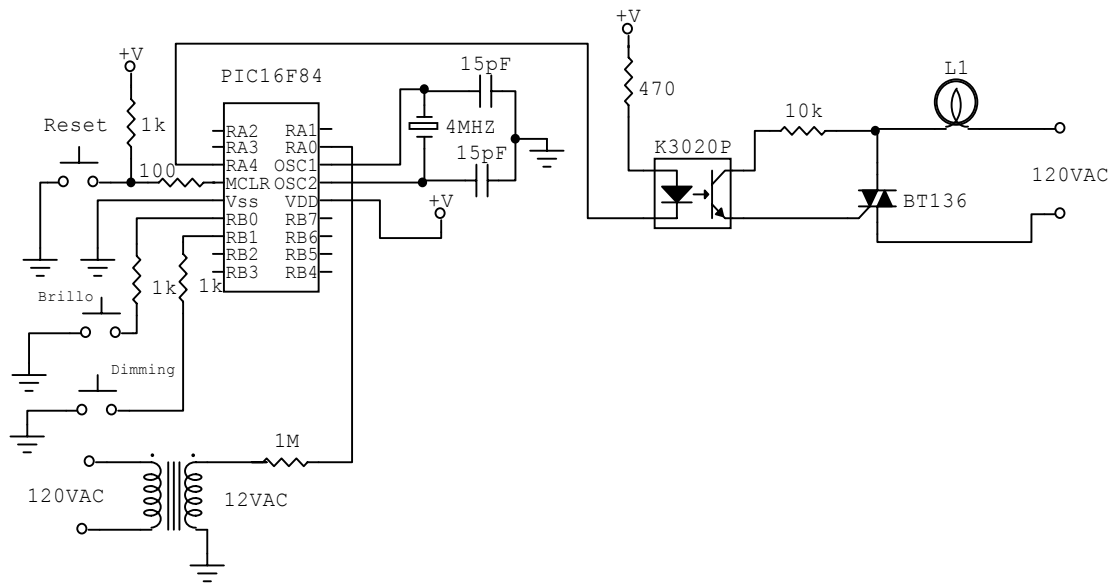 +V
+V
PIC16F84
15pF
L1
470
Reset
1k
10k
RA2
RA1
4MHZ
RA3
RA0
15pF
K3020P
RA4
OSC1
100
MCLR
OSC2
120VAC
Vss
VDD
+V
BT136
RB0
RB7
RB1
RB6
RB2
RB5
RB3
RB4
1k
1k
Brillo
Dimming
1M
120VAC
12VAC